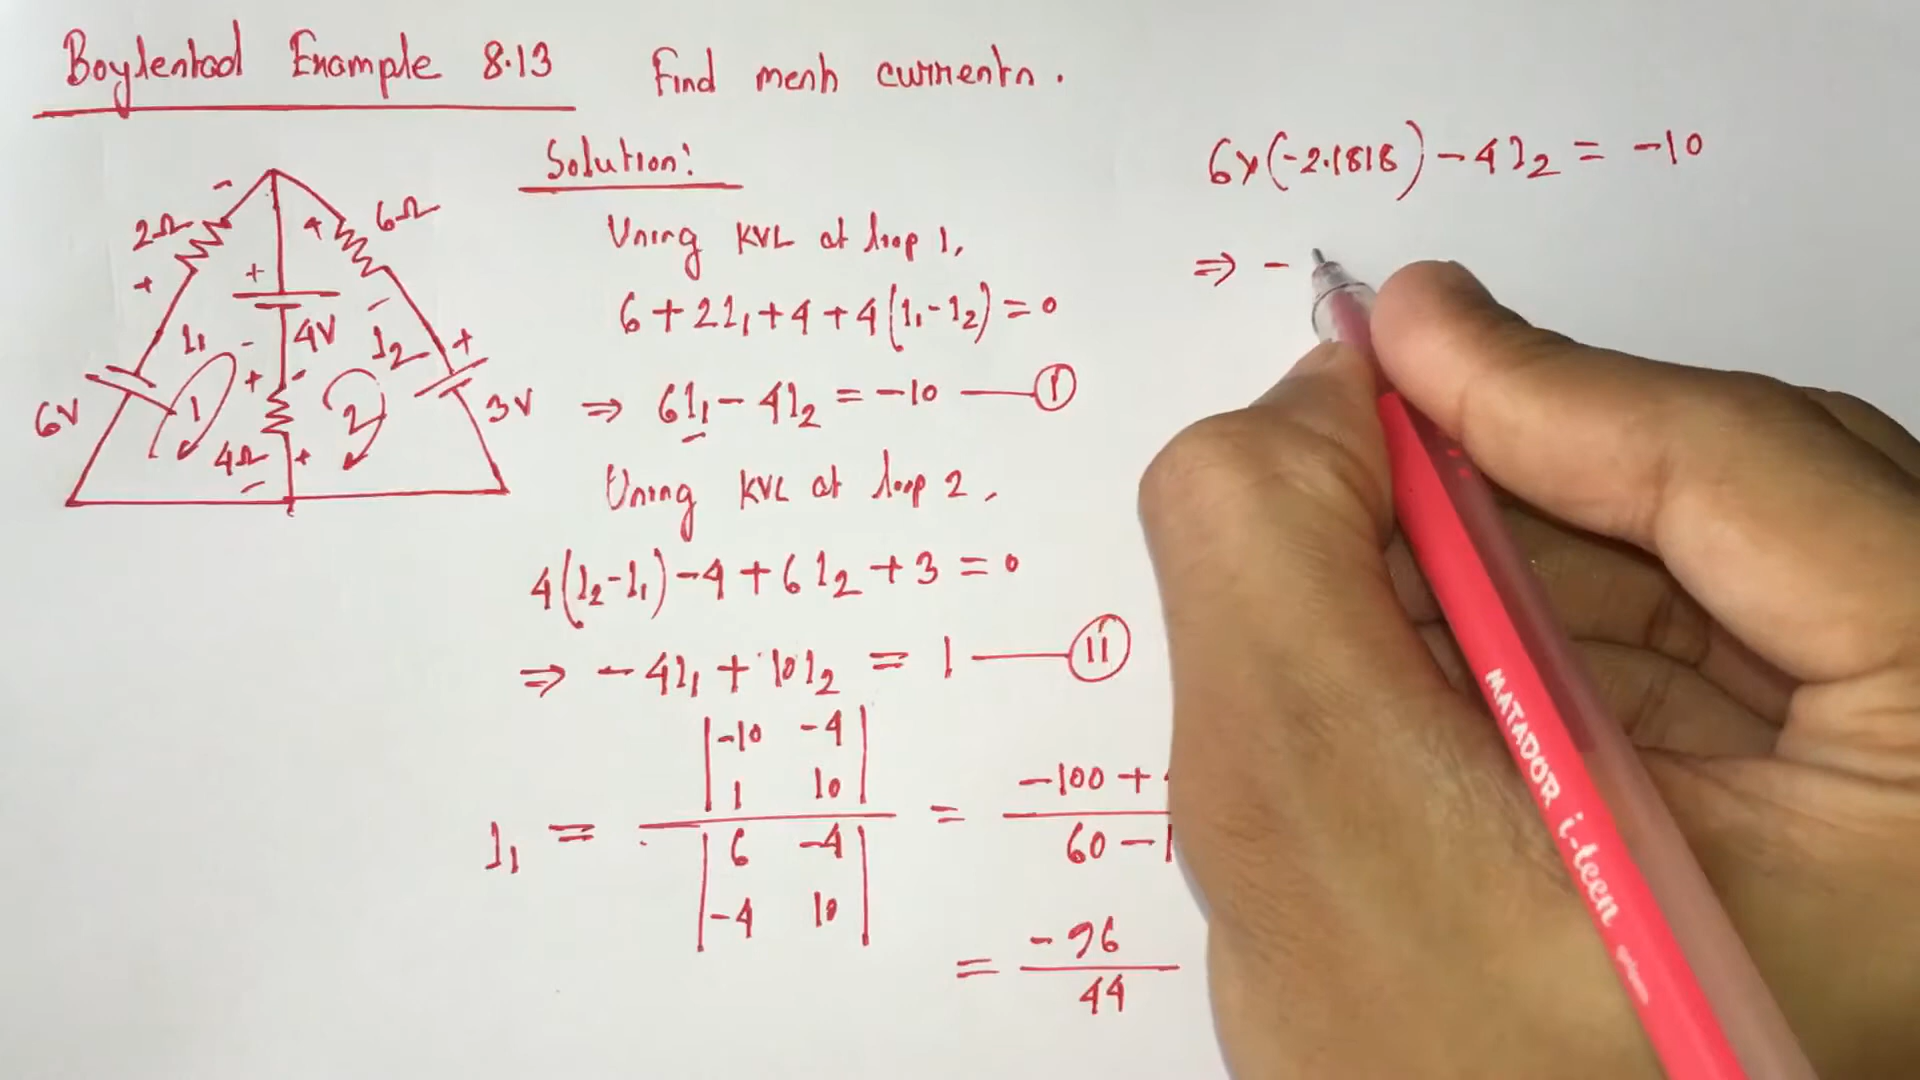 Boylestad Example 8.13 Find mesh currents.
Solution:
Using KVL at loop 1,
6+2I₁+4+4(I₁-I₂)=0
⇒ 6I₁-4I₂=-10 — (I)
Using KVL at loop 2,
4(I₂-I₁)-4+6I₂+3=0
⇒ -4I₁+10I₂=1 — (II)
I₁ = |-10 -4| = -100+
|1 10| 60-1
|6 -4|
|-4 10|
= -96
44
2Ω
6Ω
- +
+ + -
I₁ - 4V I₂ +
+ -
6V 1 2 3V
4Ω +
-
6×(-2.1818)-4I₂=-10
⇒ -
MATADOR i-teen